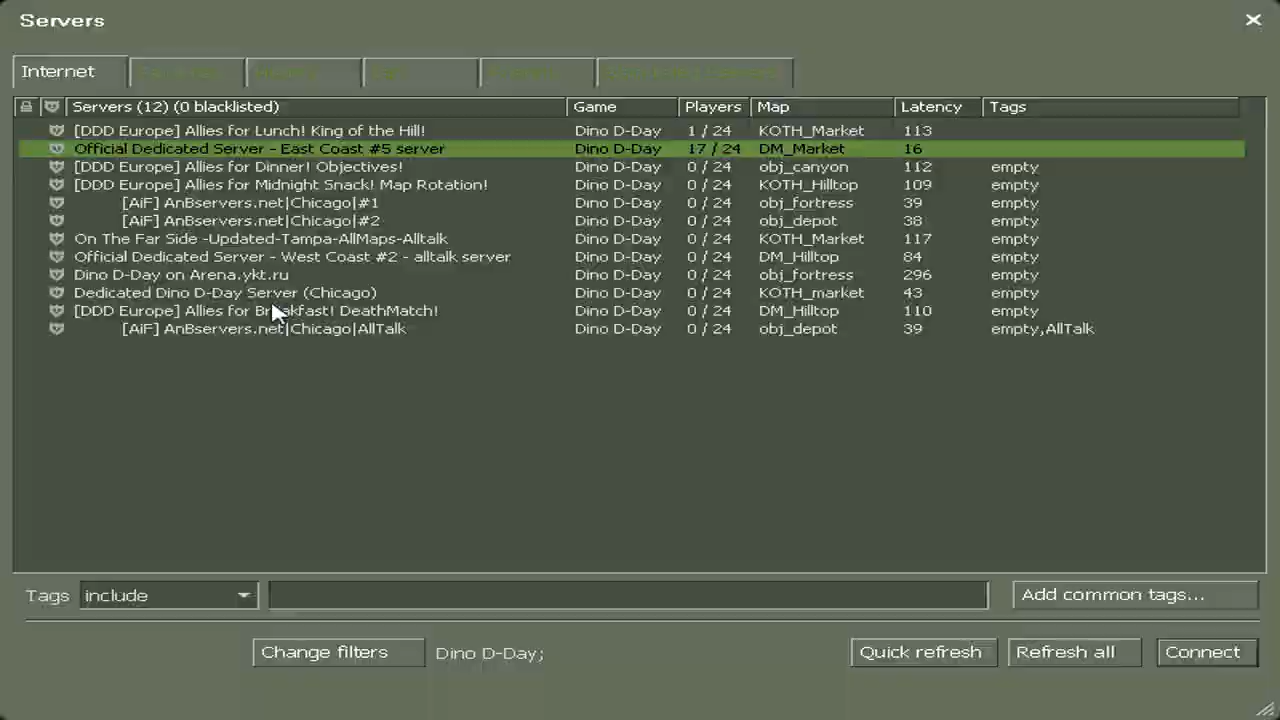 Servers
Internet
Servers (12) (0 blacklisted) Game Players Map Latency Tags
[DDD Europe] Allies for Lunch! King of the Hill! Dino D-Day 1 / 24 KOTH_Market 113
Official Dedicated Server - East Coast #5 server Dino D-Day 17 / 24 DM_Market 16
[DDD Europe] Allies for Dinner! Objectives! Dino D-Day 0 / 24 obj_canyon 112 empty
[DDD Europe] Allies for Midnight Snack! Map Rotation! Dino D-Day 0 / 24 KOTH_Hilltop 109 empty
[AiF] AnBservers.net|Chicago|#1 Dino D-Day 0 / 24 obj_fortress 39 empty
[AiF] AnBservers.net|Chicago|#2 Dino D-Day 0 / 24 obj_depot 38 empty
On The Far Side -Updated-Tampa-AllMaps-Alltalk Dino D-Day 0 / 24 KOTH_Market 117 empty
Official Dedicated Server - West Coast #2 - alltalk server Dino D-Day 0 / 24 DM_Hilltop 84 empty
Dino D-Day on Arena.ykt.ru Dino D-Day 0 / 24 obj_fortress 296 empty
Dedicated Dino D-Day Server (Chicago) Dino D-Day 0 / 24 KOTH_market 43 empty
[DDD Europe] Allies for Breakfast! DeathMatch! Dino D-Day 0 / 24 DM_Hilltop 110 empty
[AiF] AnBservers.net|Chicago|AllTalk Dino D-Day 0 / 24 obj_depot 39 empty,AllTalk
Tags include Add common tags...
Change filters Dino D-Day; Quick refresh Refresh all Connect